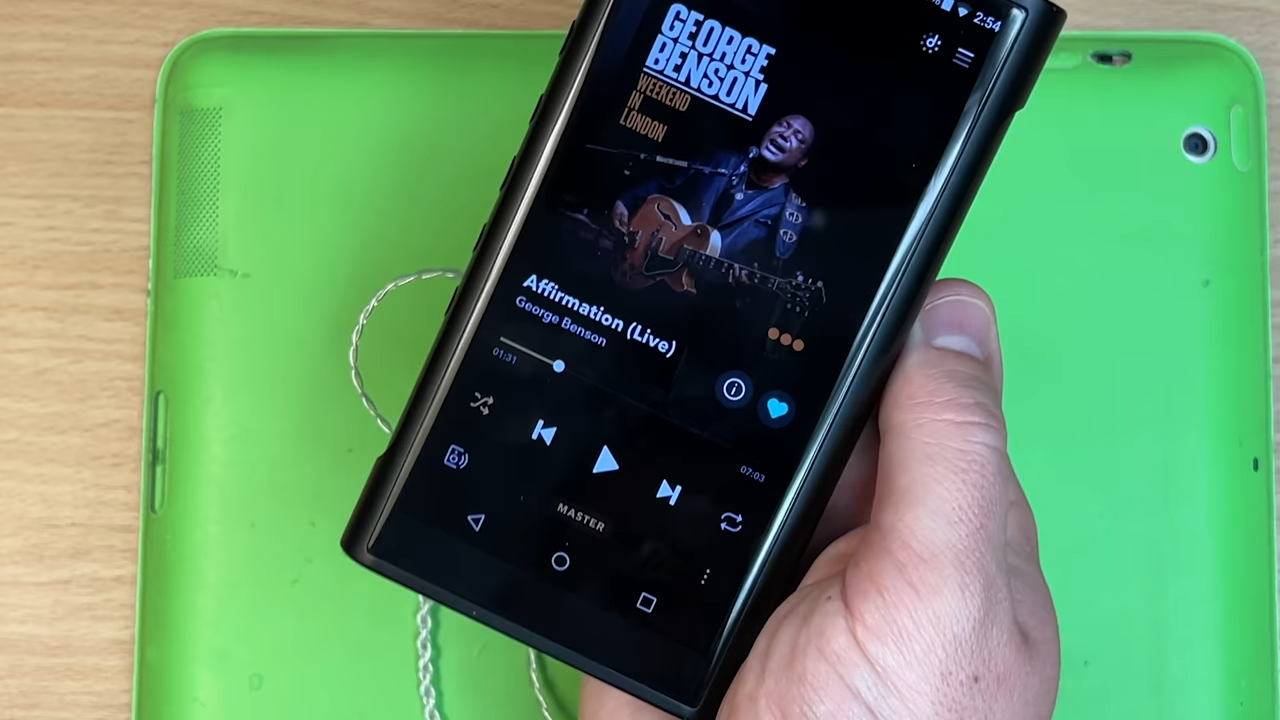 2:54
GEORGE
BENSON
WEEKEND
IN
LONDON
Affirmation (Live)
George Benson
01:31
07:03
MASTER